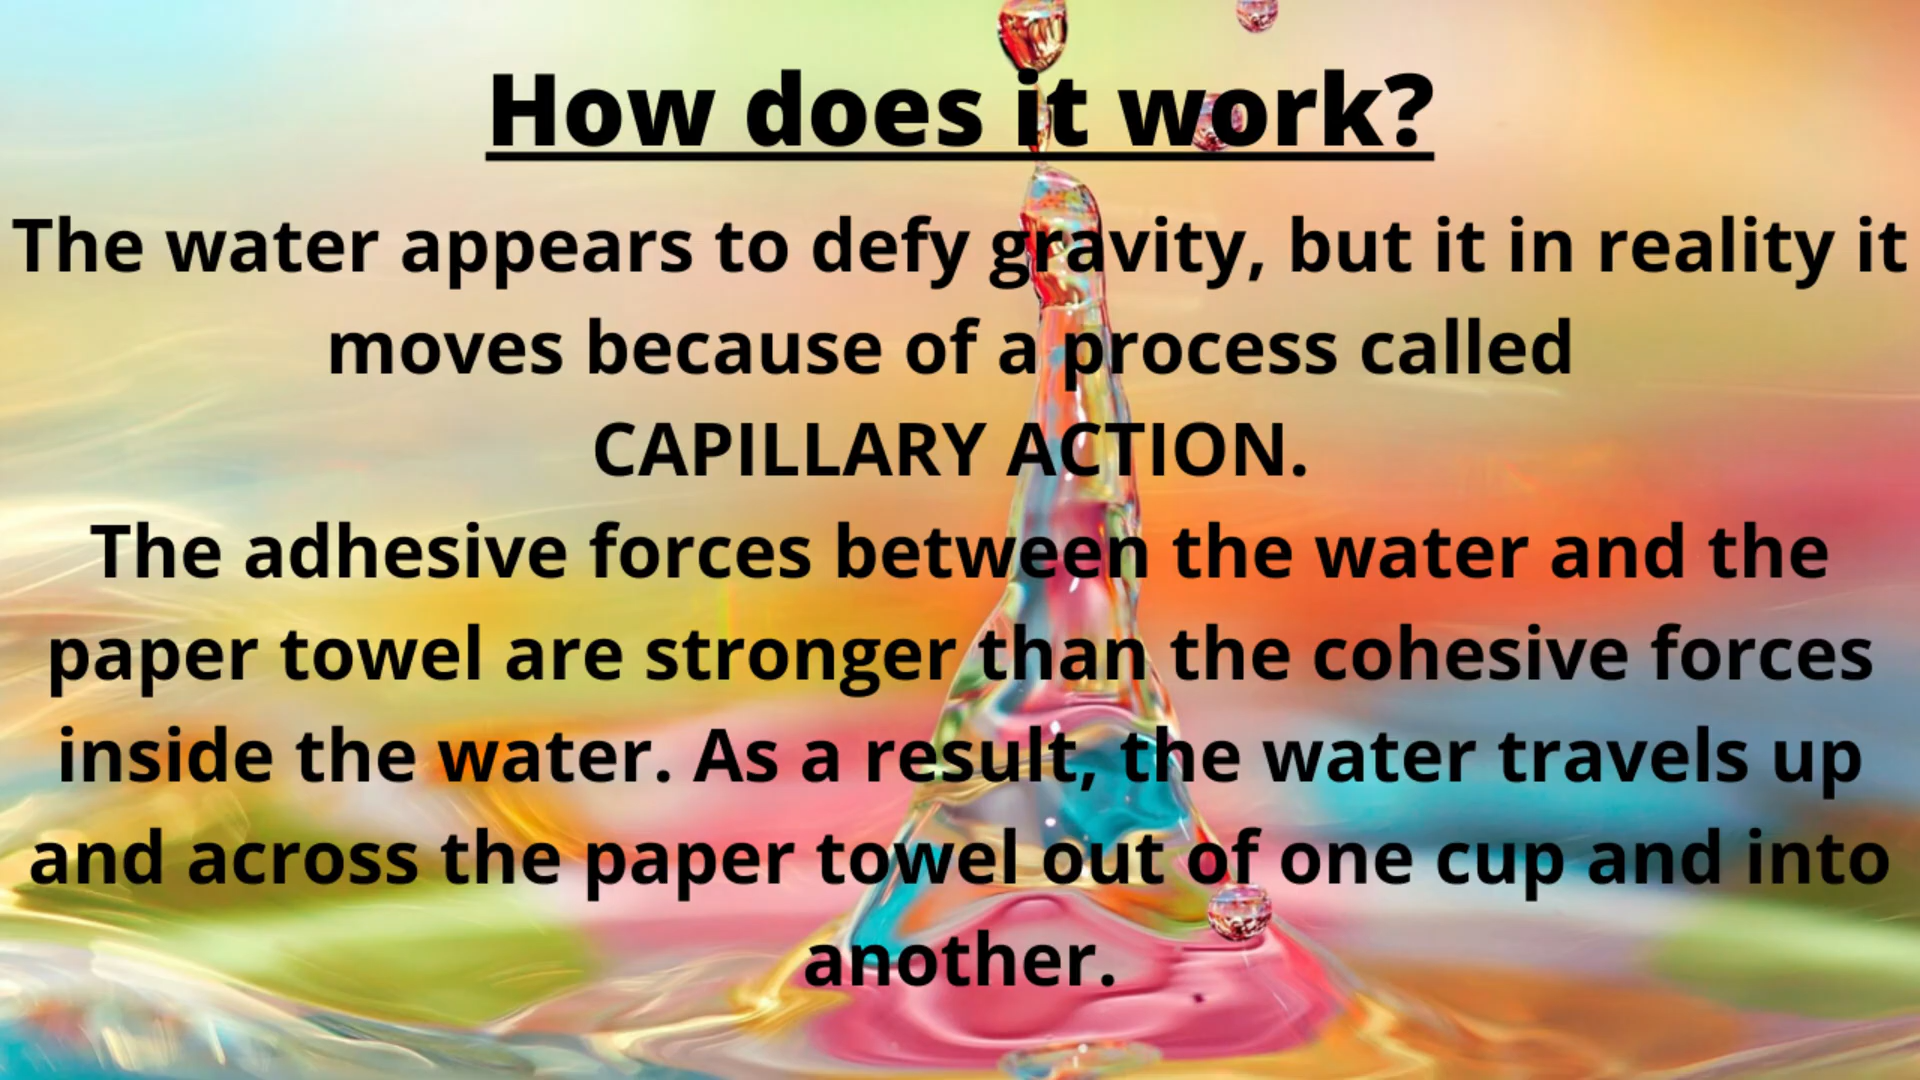 How does it work?
The water appears to defy gravity, but it in reality it
moves because of a process called
CAPILLARY ACTION.
The adhesive forces between the water and the
paper towel are stronger than the cohesive forces
inside the water. As a result, the water travels up
and across the paper towel out of one cup and into
another.